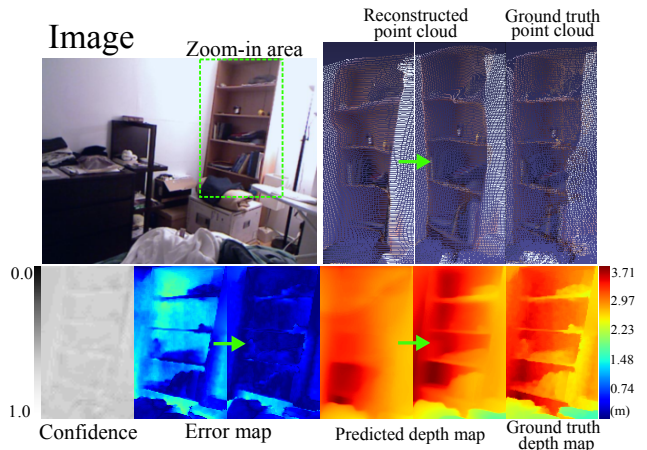 Image
Zoom-in area
Reconstructed
point cloud
Ground truth
point cloud
0.0
1.0
3.71
2.97
2.23
1.48
0.74
(m)
Confidence
Error map
Predicted depth map
Ground truth
depth map